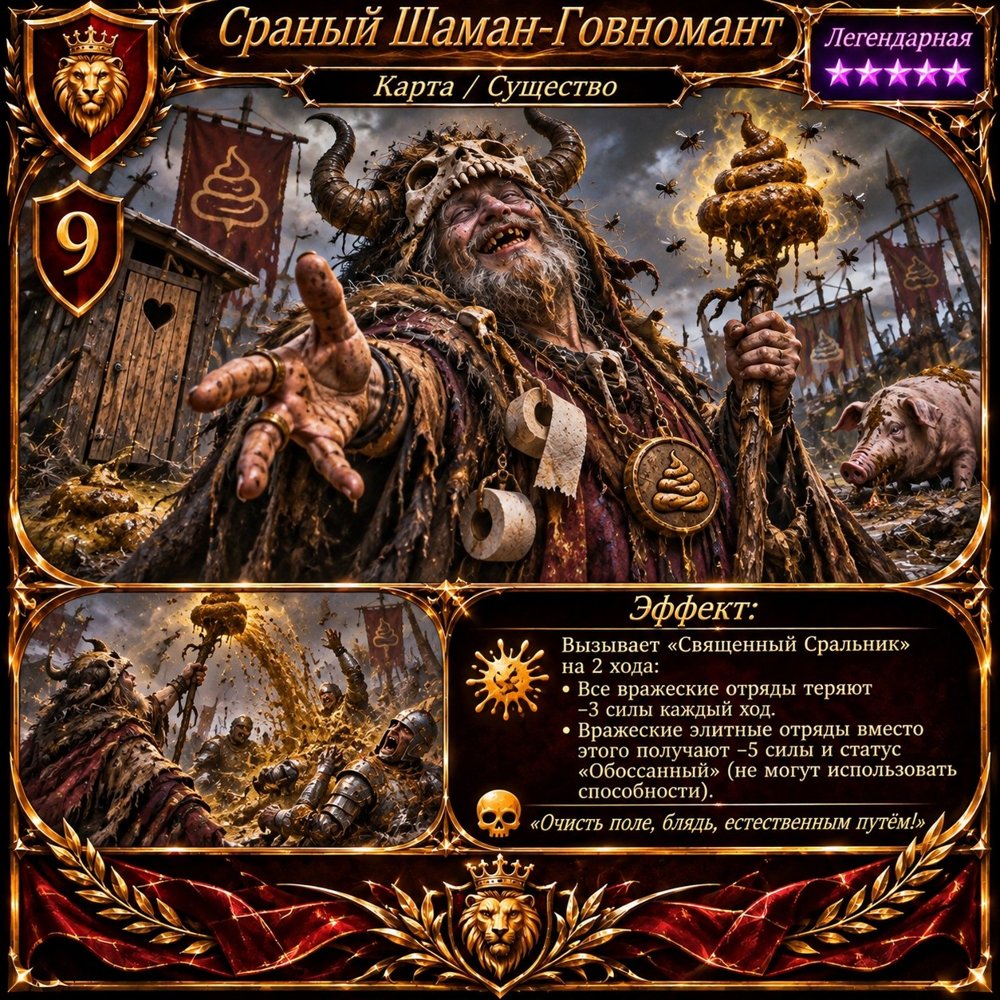 Сраный Шаман-Говномант
Легендарная
Карта / Существо
9
Эффект:
Вызывает «Священный Сральник»
на 2 хода:
• Все вражеские отряды теряют
–3 силы каждый ход.
• Вражеские элитные отряды вместо
этого получают –5 силы и статус
«Обоссанный» (не могут использовать
способности).
«Очисть поле, блядь, естественным путём!»